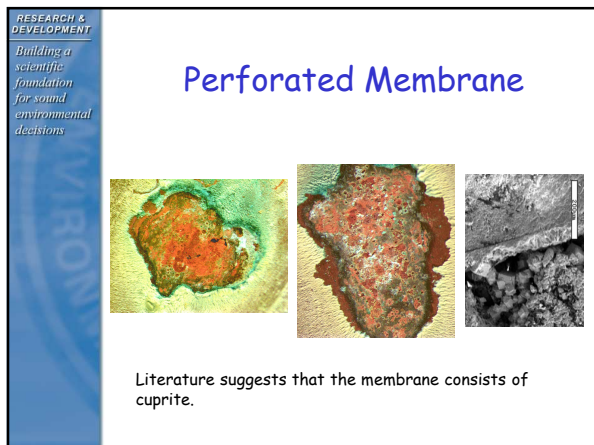 RESEARCH &
DEVELOPMENT
Building a
scientific
foundation
for sound
environmental
decisions
Perforated Membrane
Literature suggests that the membrane consists of
cuprite.